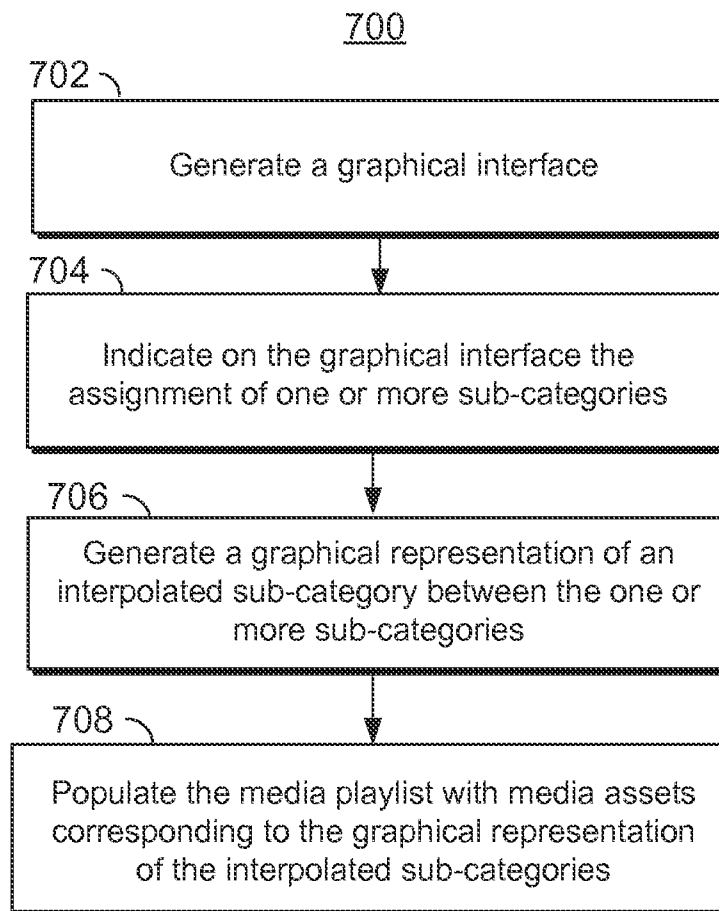 700
702
Generate a graphical interface
704
Indicate on the graphical interface the
assignment of one or more sub-categories
706
Generate a graphical representation of an
interpolated sub-category between the one or
more sub-categories
708
Populate the media playlist with media assets
corresponding to the graphical representation
of the interpolated sub-categories